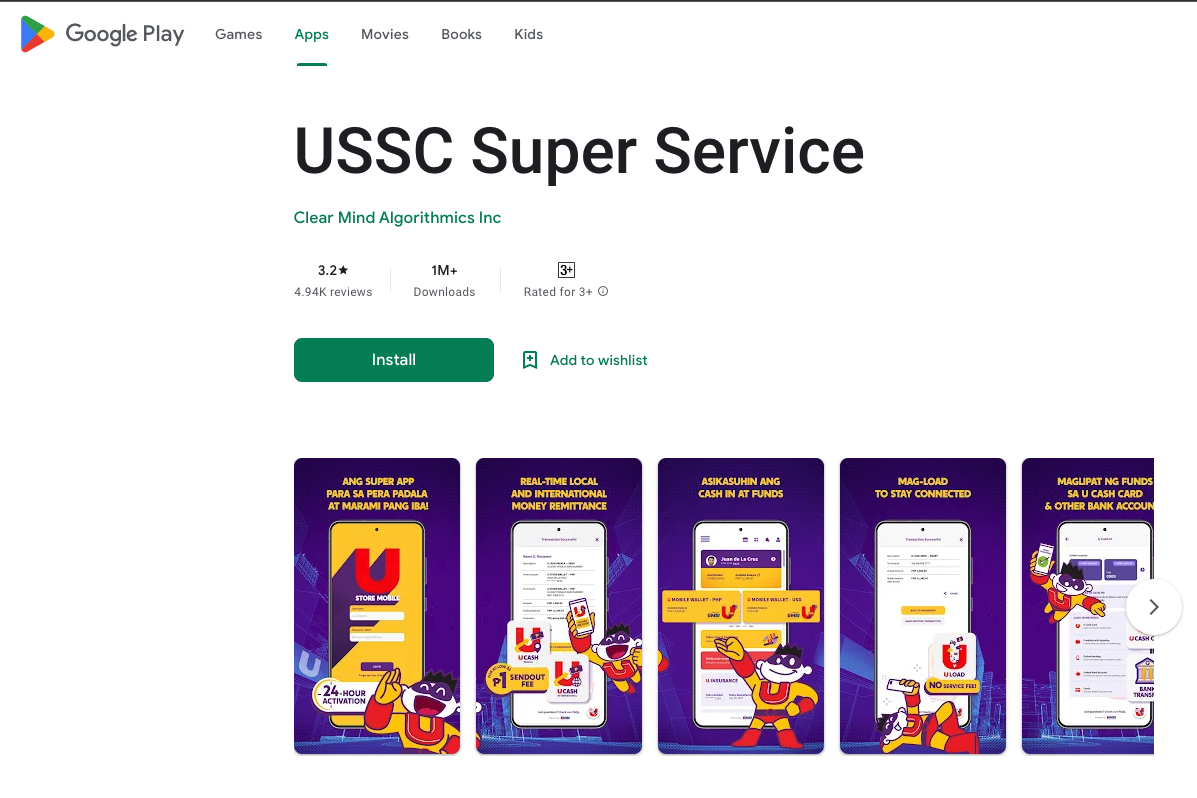 Google Play
Games
Apps
Movies
Books
Kids
USSC Super Service
Clear Mind Algorithmics Inc
3.2★
4.94K reviews
1M+
Downloads
3+
Rated for 3+
Install
Add to wishlist
ANG SUPER APP
PARA SA PERA PADALA
AT MARAMI PANG IBA!
U
STORE MOBILE
LOGIN
24-HOUR
ACTIVATION
REAL-TIME LOCAL
AND INTERNATIONAL
MONEY REMITTANCE
Transaction Successful
U CASH
₱1 SENDOUT
FEE
U CASH
ASIKASUHIN ANG
CASH IN AT FUNDS
Juan de La Cruz
U MOBILE WALLET - PHP
U MOBILE WALLET - USD
U INSURANCE
MAG-LOAD
TO STAY CONNECTED
Transaction Successful
U LOAD
NO SERVICE FEE!
MAGLIPAT NG FUNDS
SA U CASH CARD
& OTHER BANK ACCOUN
U CASH C
BANK
TRANSF